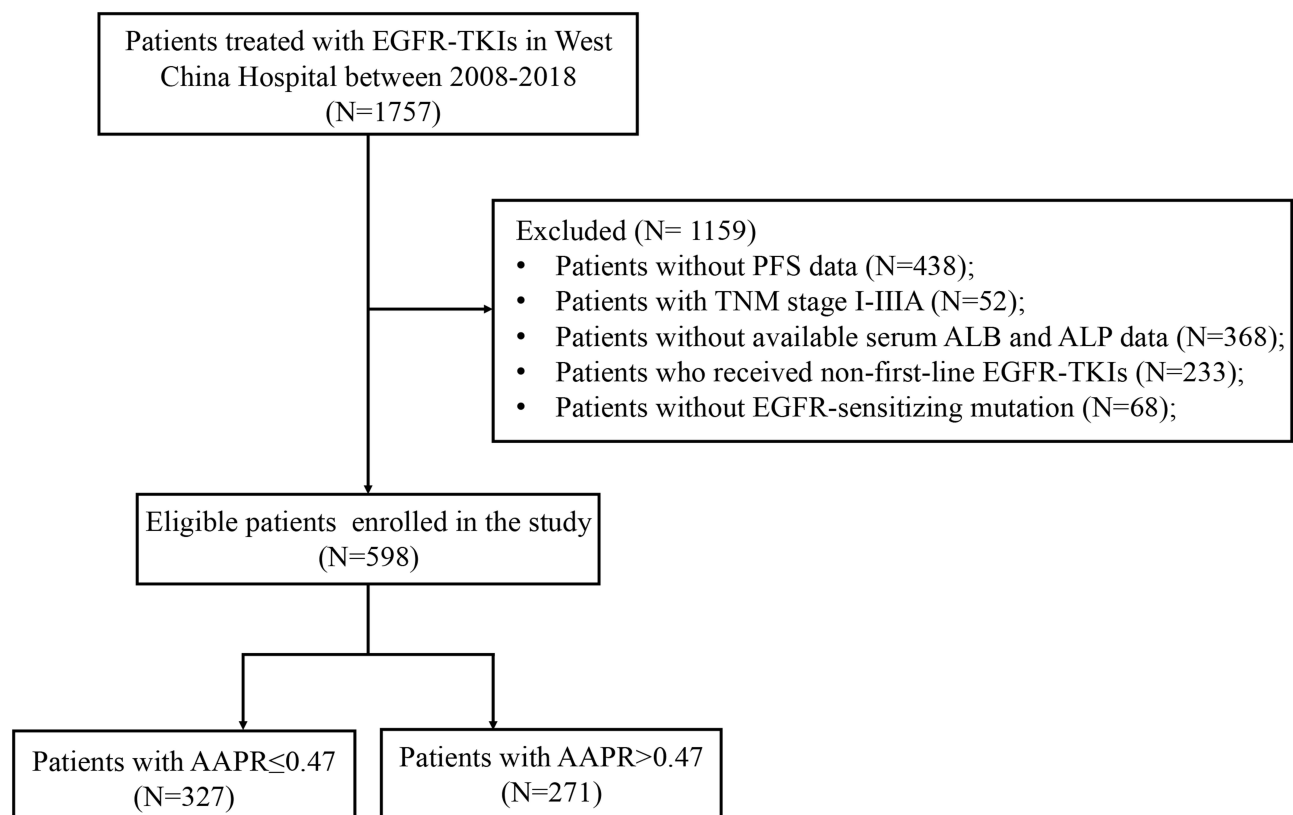 Patients treated with EGFR-TKIs in West
China Hospital between 2008-2018
(N=1757)
Excluded (N= 1159)
• Patients without PFS data (N=438);
• Patients with TNM stage I-IIIA (N=52);
• Patients without available serum ALB and ALP data (N=368);
• Patients who received non-first-line EGFR-TKIs (N=233);
• Patients without EGFR-sensitizing mutation (N=68);
Eligible patients  enrolled in the study
(N=598)
Patients with AAPR≤0.47
(N=327)
Patients with AAPR>0.47
(N=271)